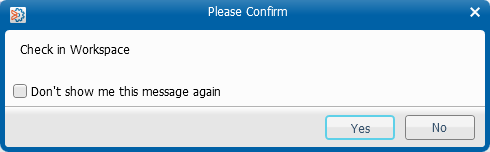 Please Confirm
Check in Workspace
Don't show me this message again
Yes No